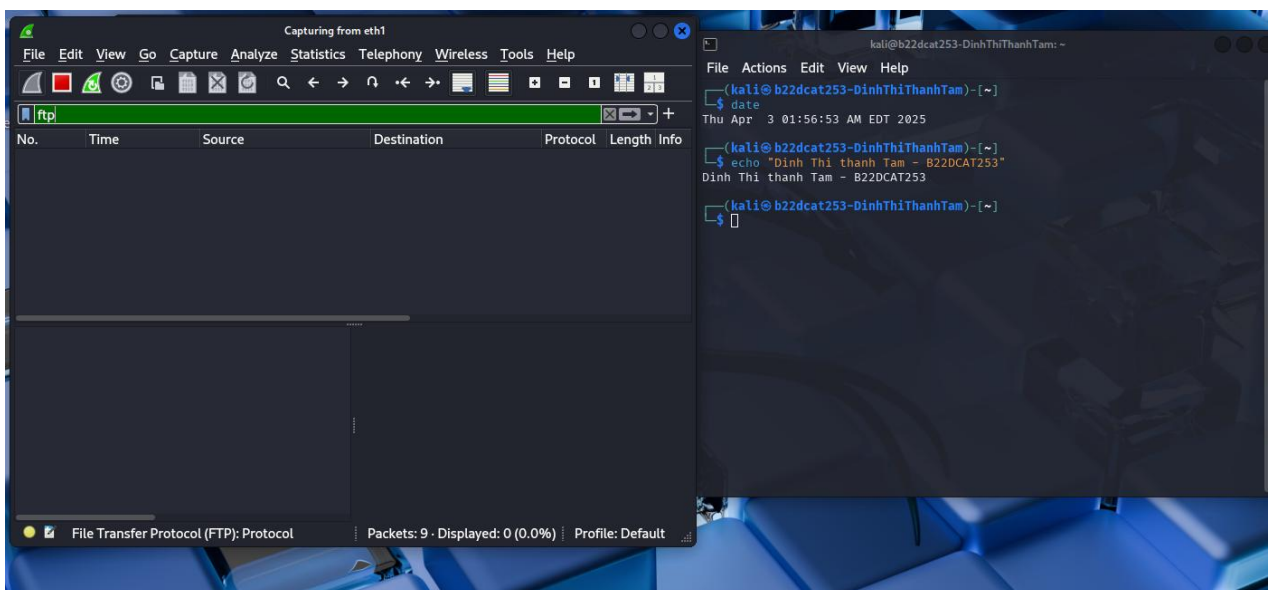 Capturing from eth1
File Edit View Go Capture Analyze Statistics Telephony Wireless Tools Help
ftp
No. Time Source Destination Protocol Length Info
File Transfer Protocol (FTP): Protocol Packets: 9 · Displayed: 0 (0.0%) Profile: Default
kali@b22dcat253-DinhThiThanhTam: ~
File Actions Edit View Help
┌──(kali㉿b22dcat253-DinhThiThanhTam)-[~]
└─$ date
Thu Apr  3 01:56:53 AM EDT 2025
┌──(kali㉿b22dcat253-DinhThiThanhTam)-[~]
└─$ echo "Dinh Thi thanh Tam - B22DCAT253"
Dinh Thi thanh Tam - B22DCAT253
┌──(kali㉿b22dcat253-DinhThiThanhTam)-[~]
└─$